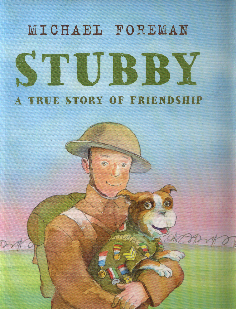 MICHAEL FOREMAN
STUBBY
A TRUE STORY OF FRIENDSHIP